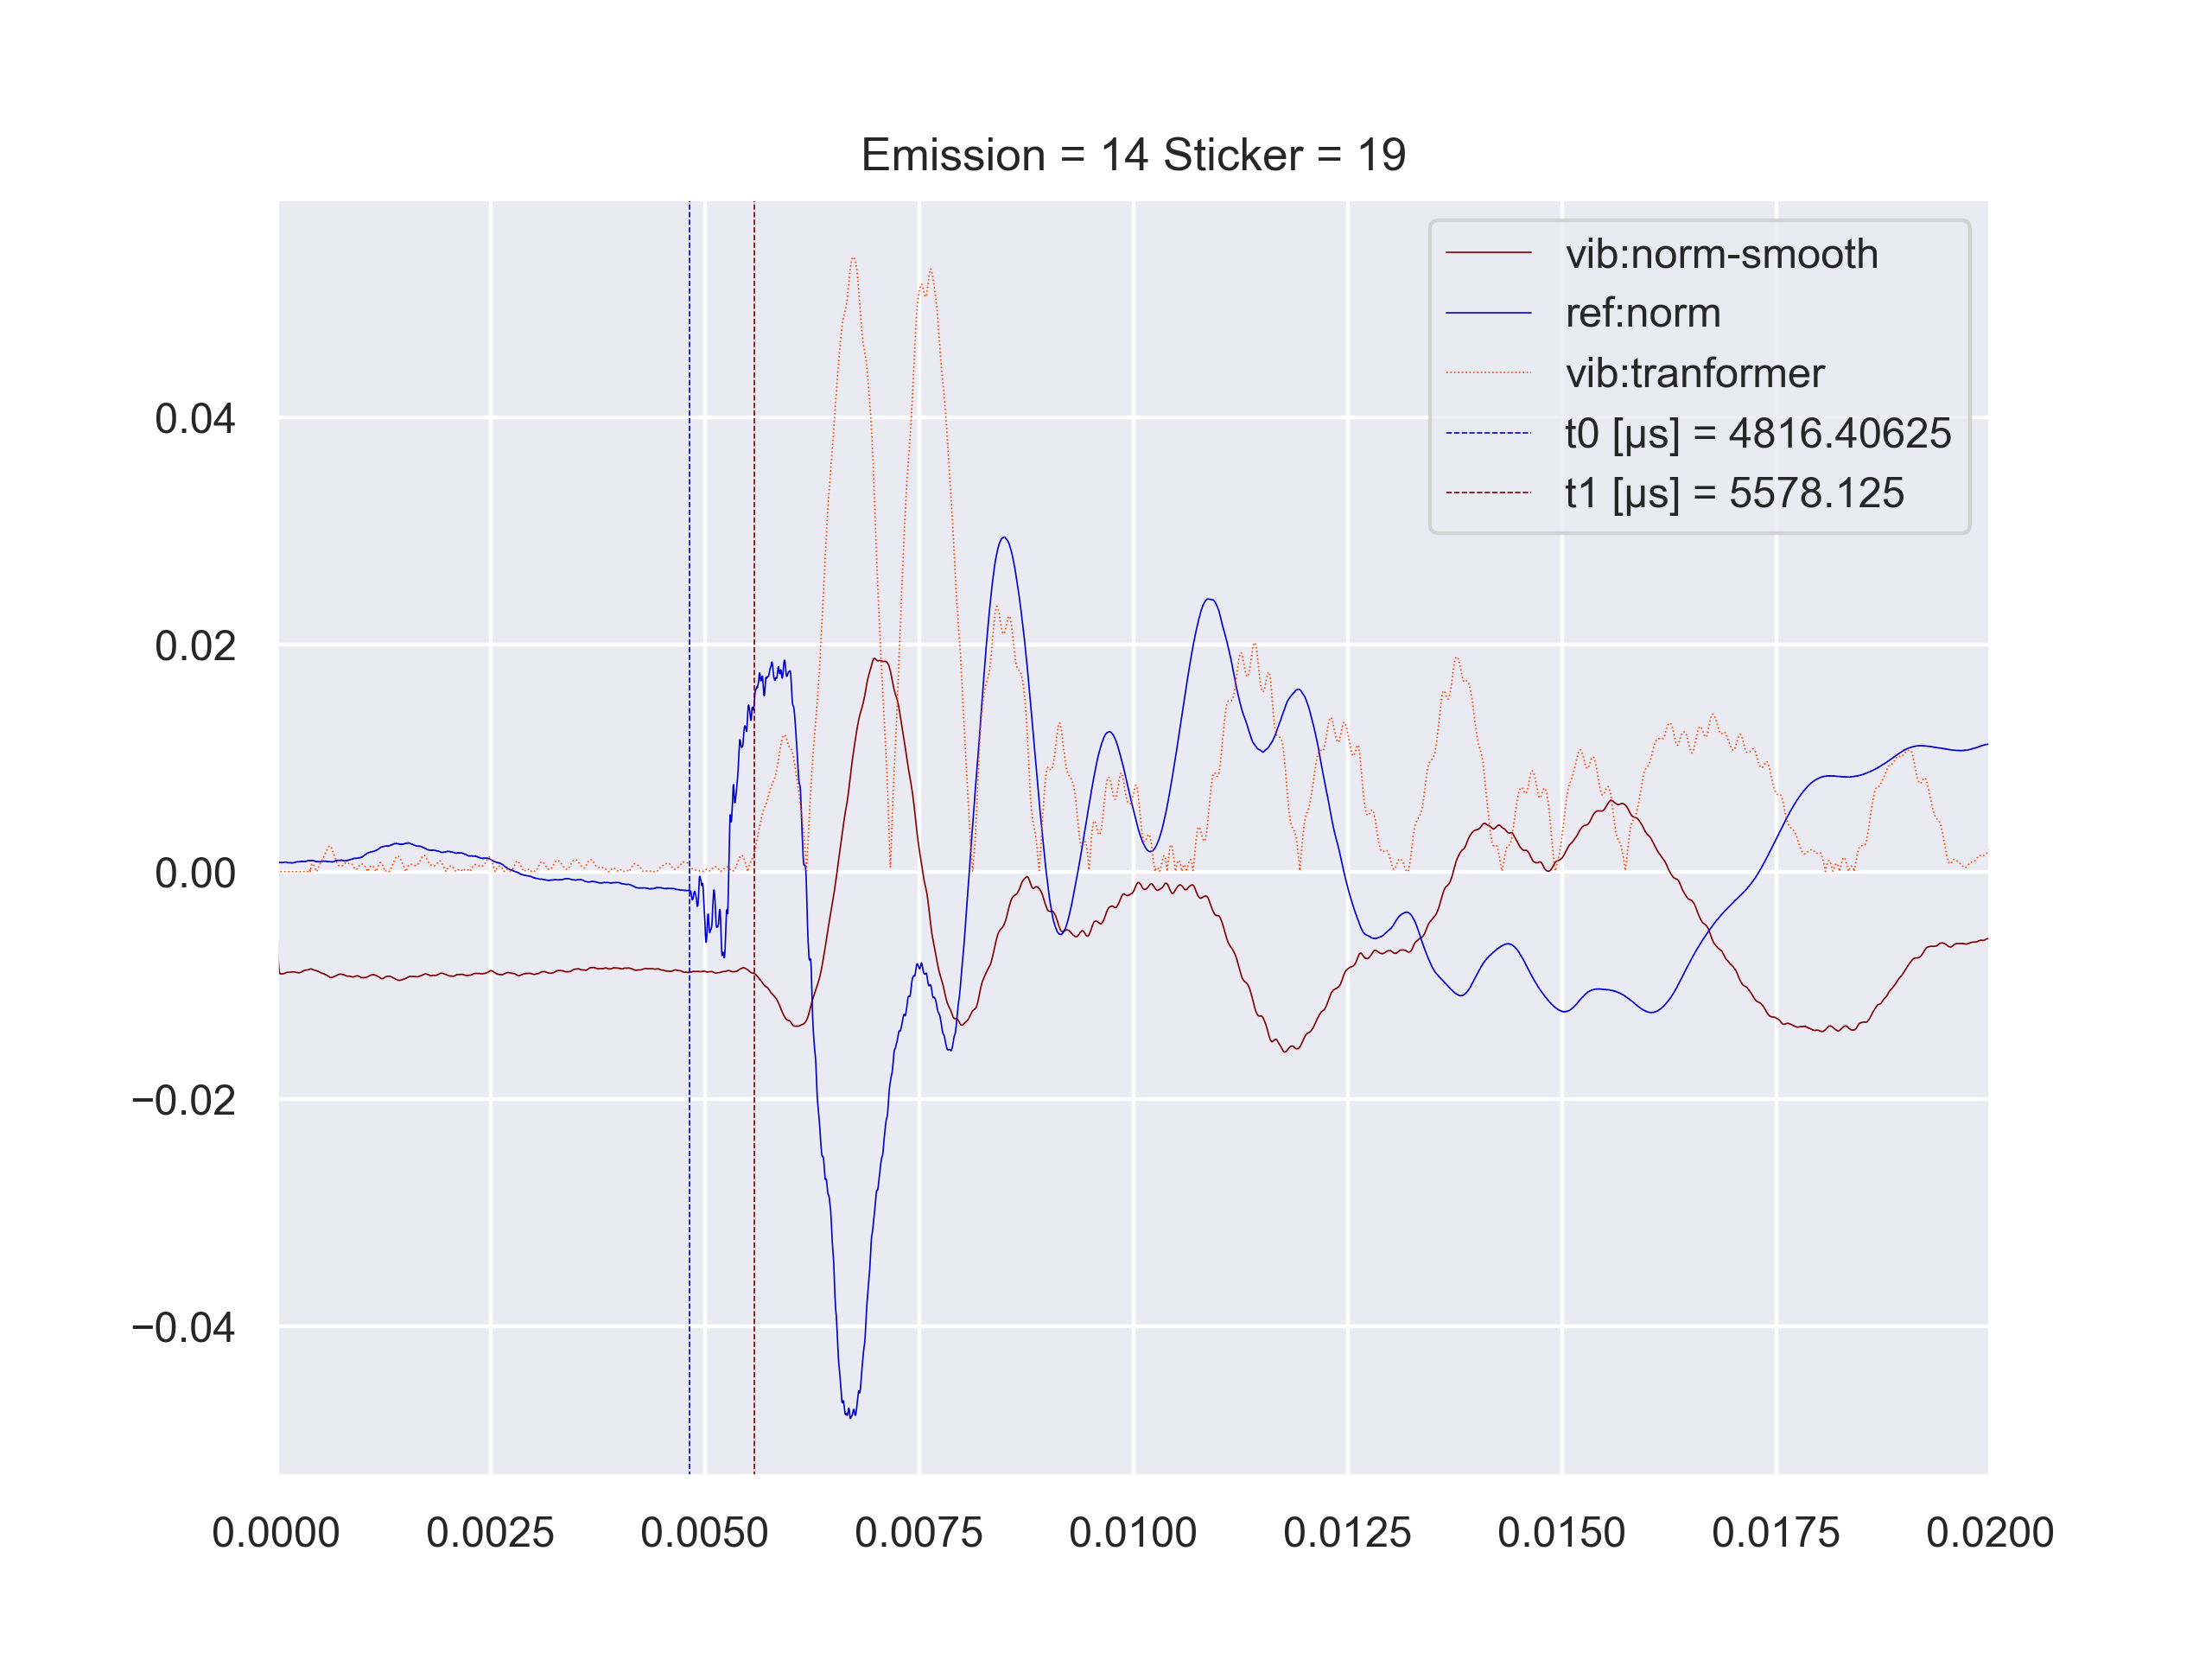 Emission = 14 Sticker = 19
vib:norm-smooth
ref:norm
vib:tranformer
t0 [µs] = 4816.40625
t1 [µs] = 5578.125
0.04
0.02
0.00
−0.02
−0.04
0.0000 0.0025 0.0050 0.0075 0.0100 0.0125 0.0150 0.0175 0.0200